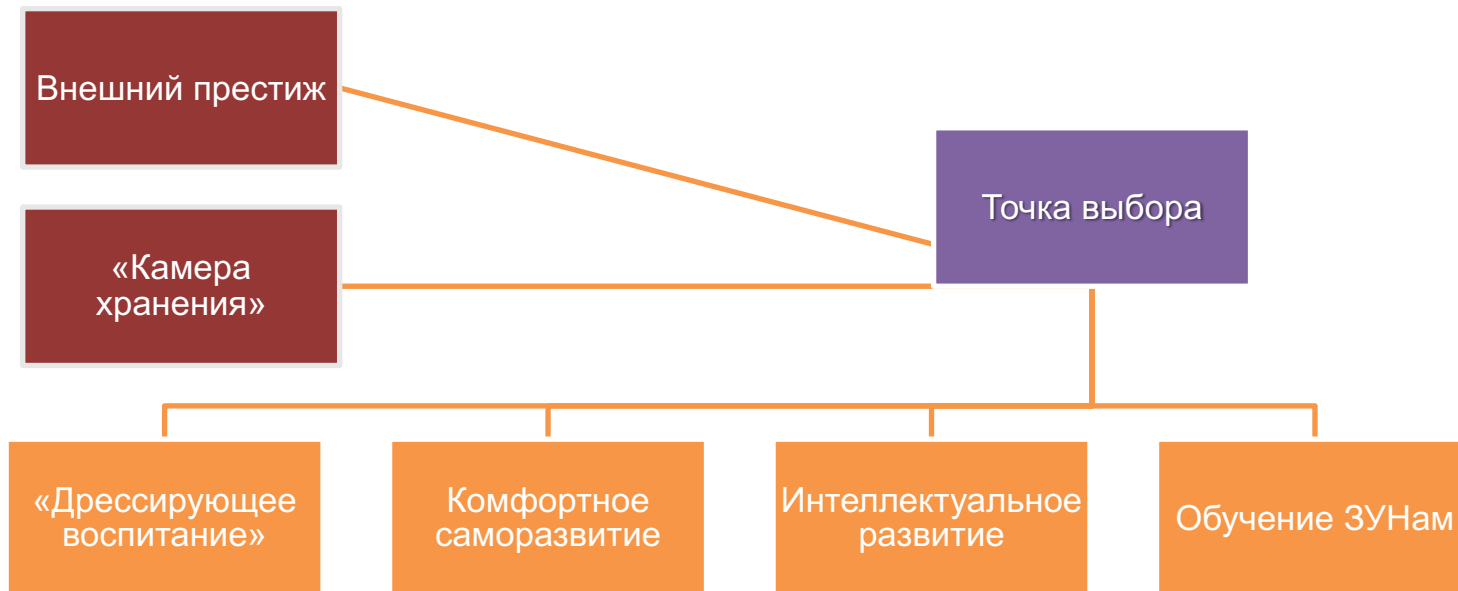 Внешний престиж
Точка выбора
«Камера
хранения»
«Дрессирующее
воспитание»
Комфортное
саморазвитие
Интеллектуальное
развитие
Обучение ЗУНам